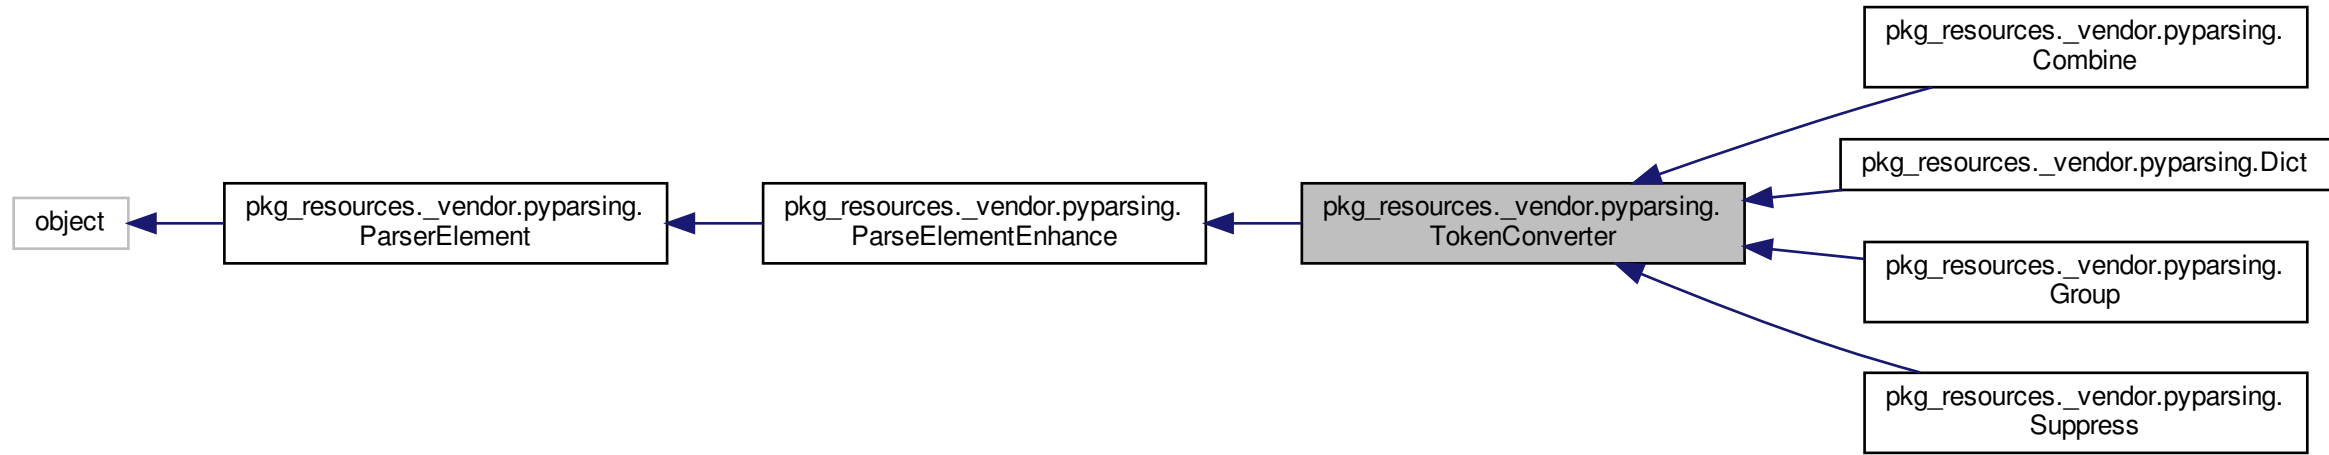 object
pkg_resources._vendor.pyparsing.
ParserElement
pkg_resources._vendor.pyparsing.
ParseElementEnhance
pkg_resources._vendor.pyparsing.
TokenConverter
pkg_resources._vendor.pyparsing.
Combine
pkg_resources._vendor.pyparsing.Dict
pkg_resources._vendor.pyparsing.
Group
pkg_resources._vendor.pyparsing.
Suppress